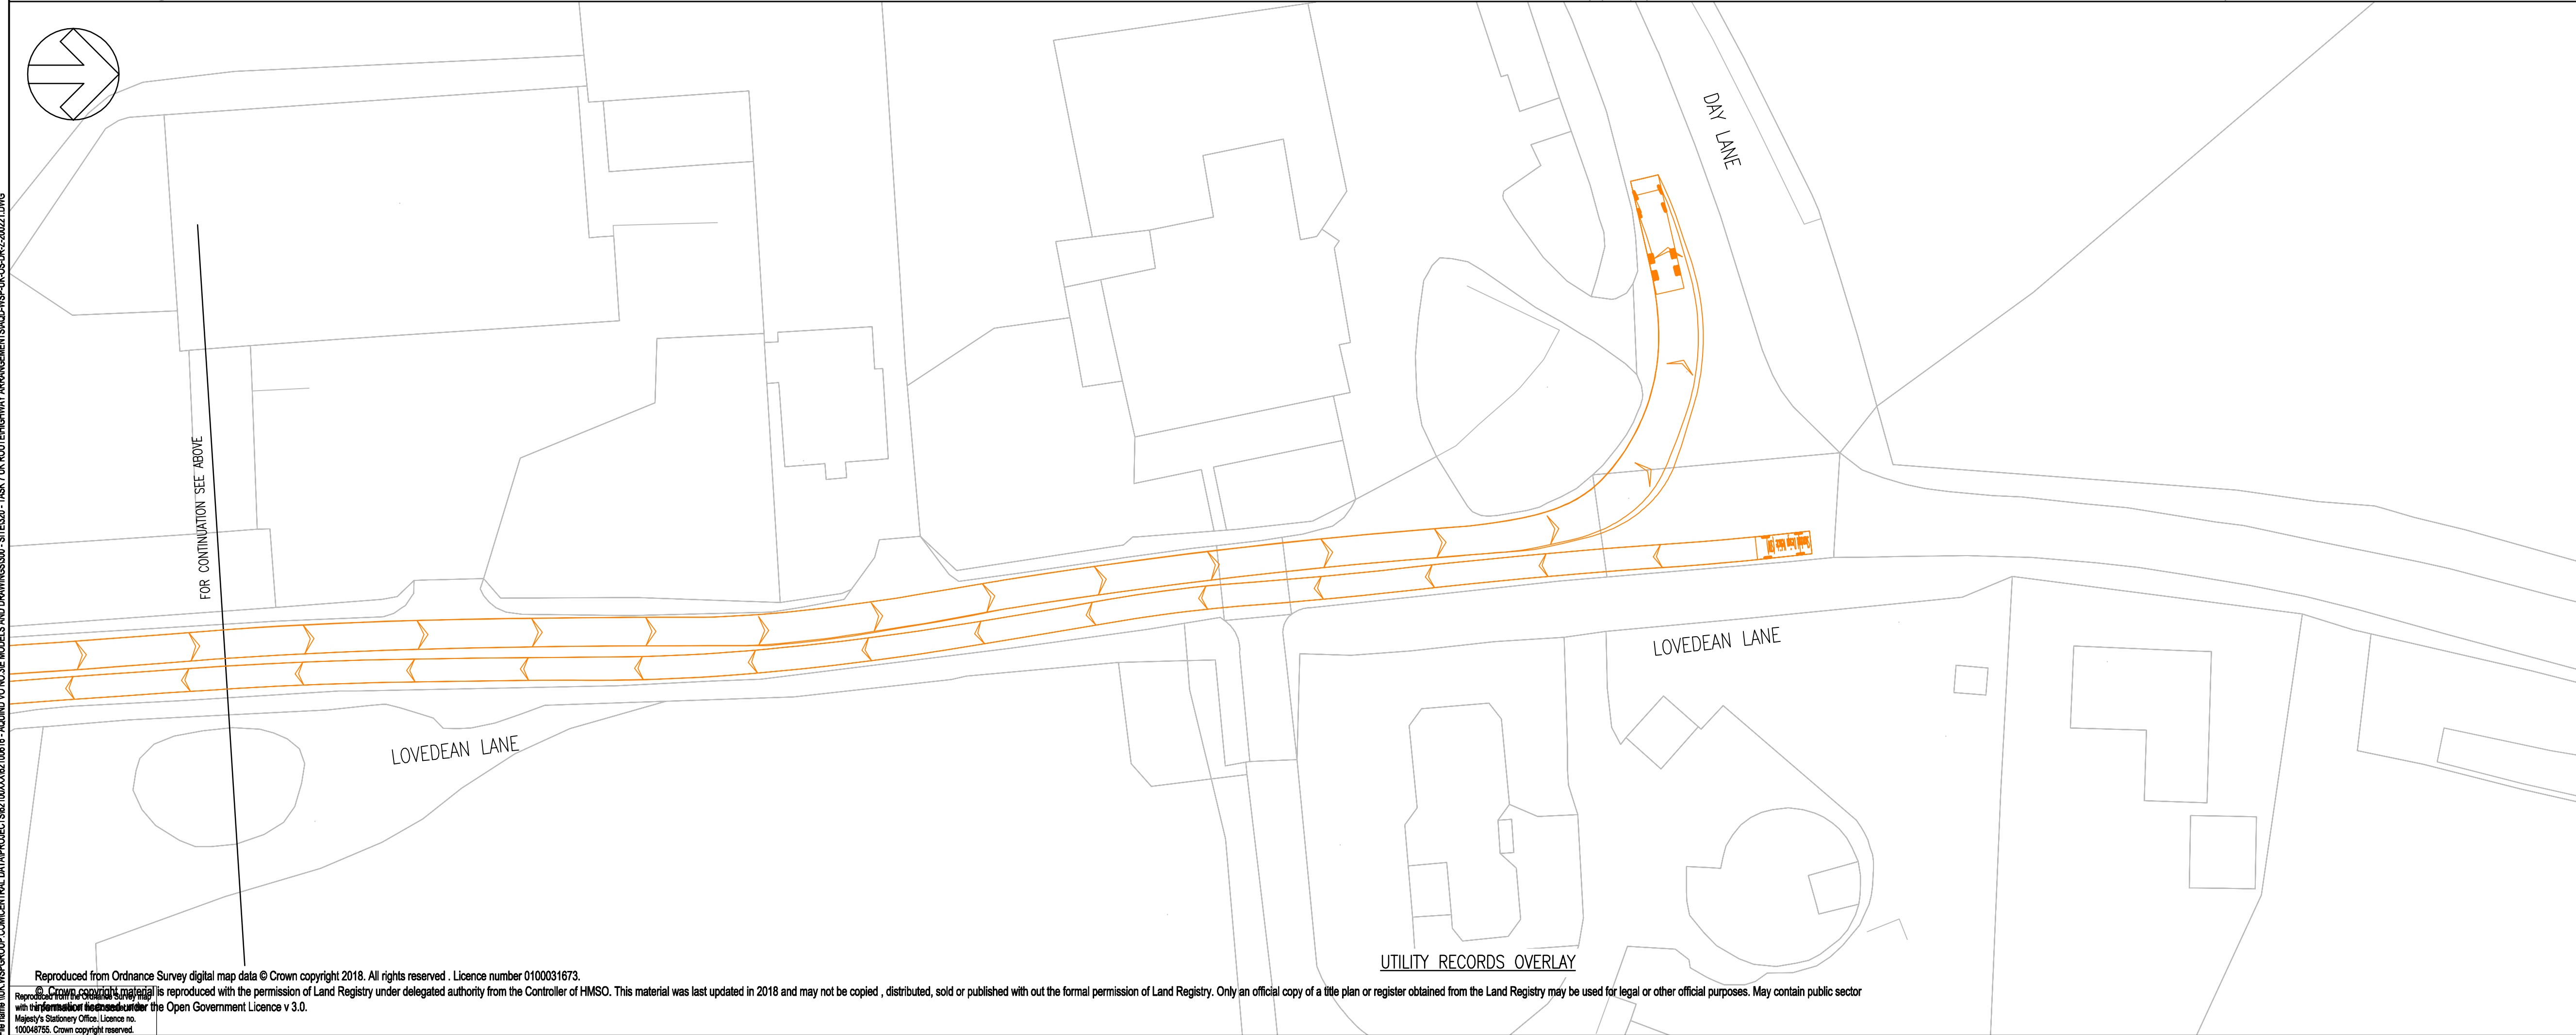 DAY LANE
FOR CONTINUATION SEE ABOVE
LOVEDEAN LANE
LOVEDEAN LANE
UTILITY RECORDS OVERLAY
Reproduced from Ordnance Survey digital map data © Crown copyright 2018. All rights reserved . Licence number 0100031673.
© Crown copyright material is reproduced with the permission of Land Registry under delegated authority from the Controller of HMSO. This material was last updated in 2018 and may not be copied , distributed, sold or published with out the formal permission of Land Registry. Only an official copy of a title plan or register obtained from the Land Registry may be used for legal or other official purposes. May contain public sector
information licensed under the Open Government Licence v 3.0.
Reproduced from the Ordnance Survey map
Majesty's Stationery Office. Licence no.
100048755. Crown copyright reserved.